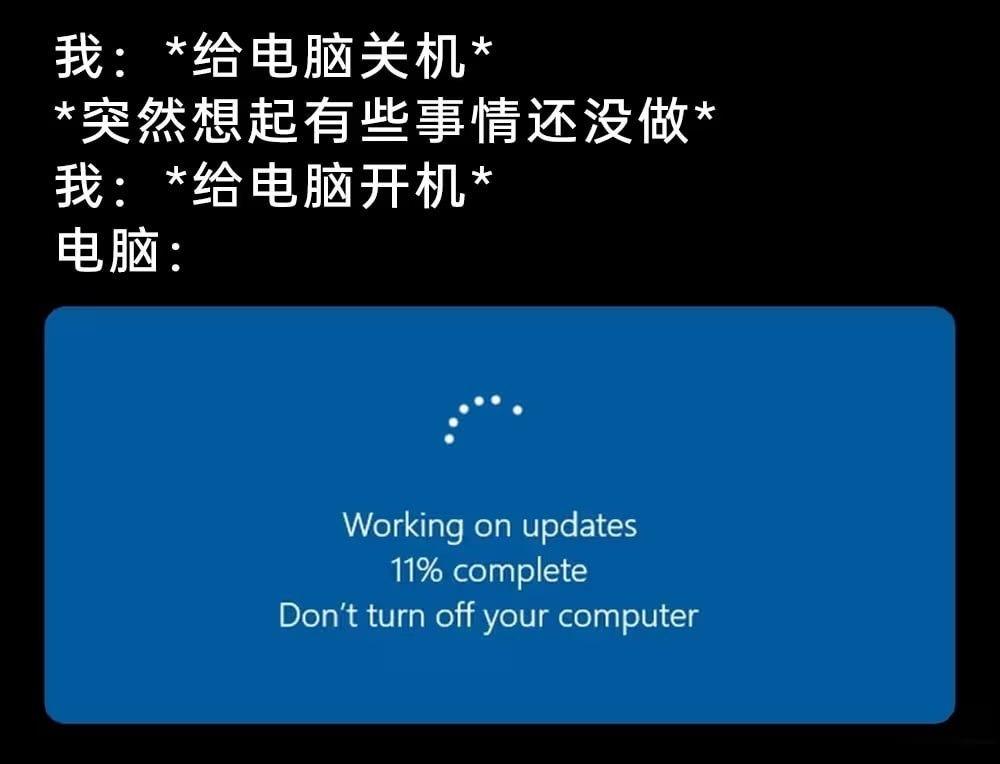 我：*给电脑关机*
*突然想起有些事情还没做*
我：*给电脑开机*
电脑：
Working on updates
11% complete
Don't turn off your computer